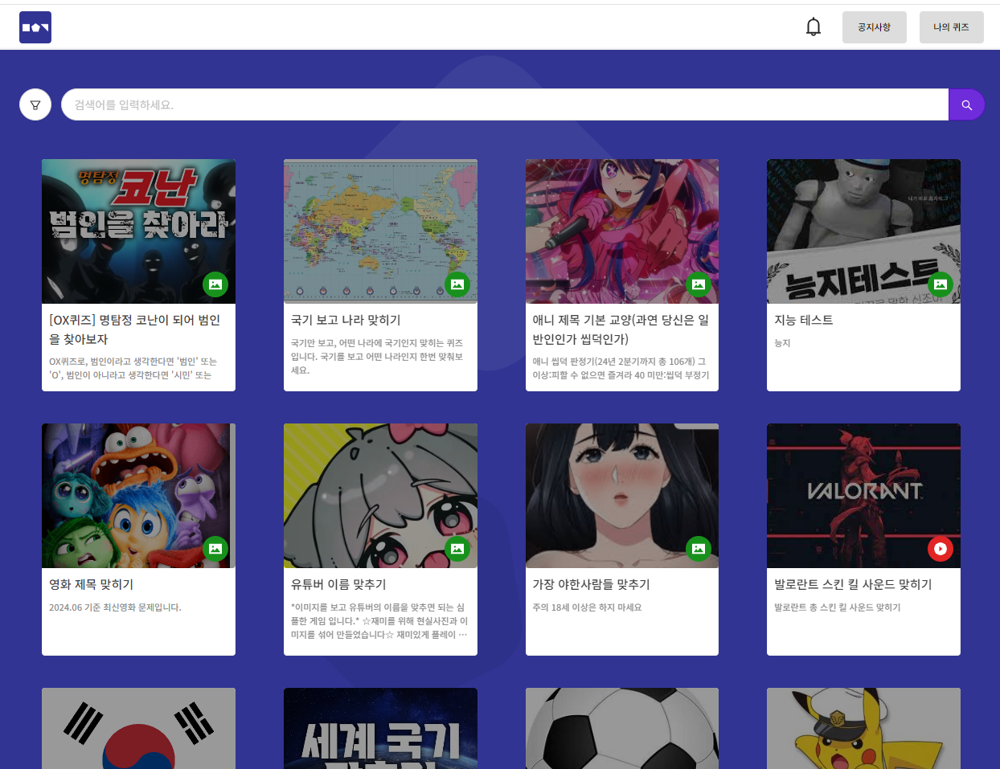 공지사항
나의 퀴즈
검색어를 입력하세요.
명탐정 코난
범인을 찾아라
능지테스트
[OX퀴즈] 명탐정 코난이 되어 범인
을 찾아보자
OX퀴즈로, 범인이라고 생각한다면 '범인' 또는
'O', 범인이 아니라고 생각한다면 '시민' 또는
국기 보고 나라 맞히기
국기만 보고, 어떤 나라에 국기인지 맞히는 퀴즈
입니다. 국기를 보고 어떤 나라인지 한번 맞춰보
세요.
애니 제목 기본 교양(과연 당신은 일
반인인가 씹덕인가)
애니 씹덕 판정기(24년 2분기까지 총 106개) 그
이상:피할 수 없으면 즐겨라 40 미만:씹덕 부정기
지능 테스트
능지
VALORANT
영화 제목 맞히기
2024.06 기준 최신영화 문제입니다.
유튜버 이름 맞추기
*이미지를 보고 유튜버의 이름을 맞추면 되는 심
플한 게임 입니다.* ☆재미를 위해 현실사진과 이
미지를 섞어 만들었습니다☆ 재미있게 플레이 …
가장 야한사람들 맞추기
주의 18세 이상은 하지 마세요
발로란트 스킨 킬 사운드 맞히기
발로란트 총 스킨 킬 사운드 맞히기
세계 국기